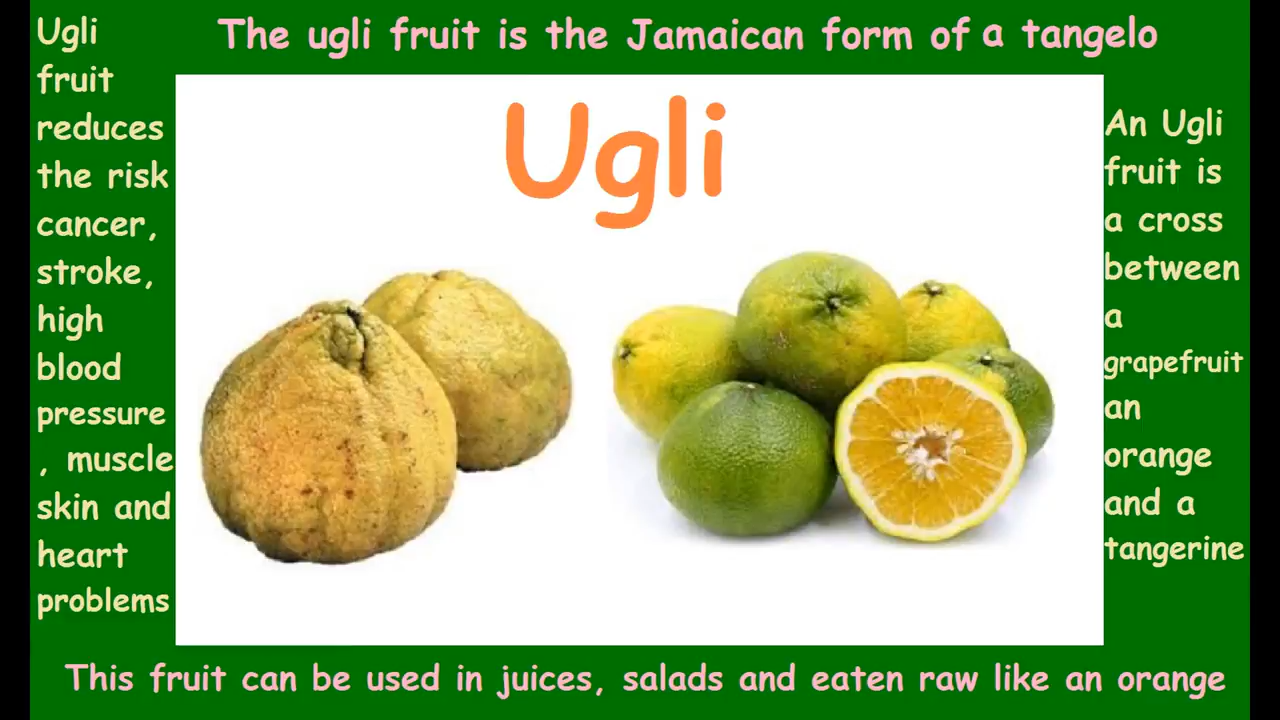 The ugli fruit is the Jamaican form of a tangelo
Ugli
fruit
reduces
the risk
cancer,
stroke,
high
blood
pressure
, muscle
skin and
heart
problems
Ugli
An Ugli
fruit is
a cross
between
a
grapefruit
an
orange
and a
tangerine
This fruit can be used in juices, salads and eaten raw like an orange